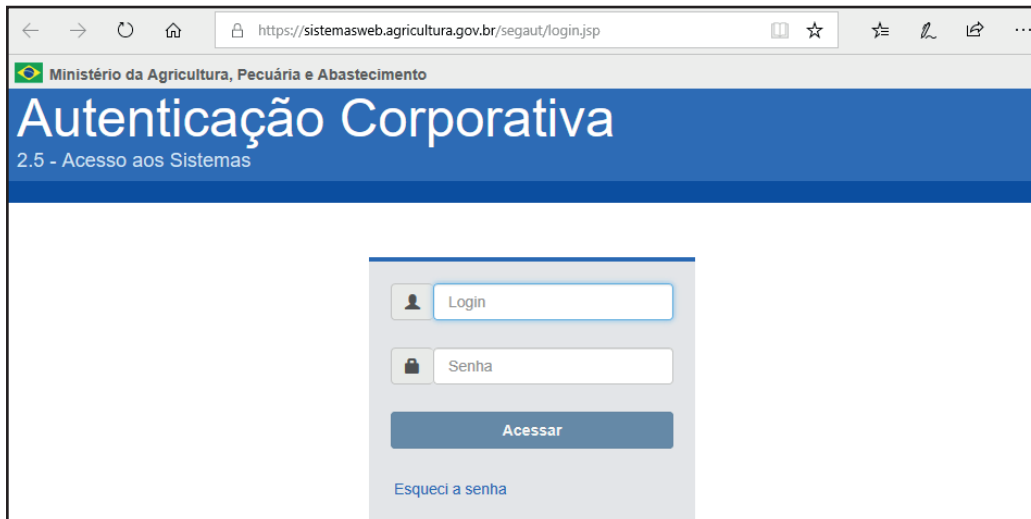 https://sistemasweb.agricultura.gov.br/segaut/login.jsp
Ministério da Agricultura, Pecuária e Abastecimento
Autenticação Corporativa
2.5 - Acesso aos Sistemas
Login
Senha
Acessar
Esqueci a senha